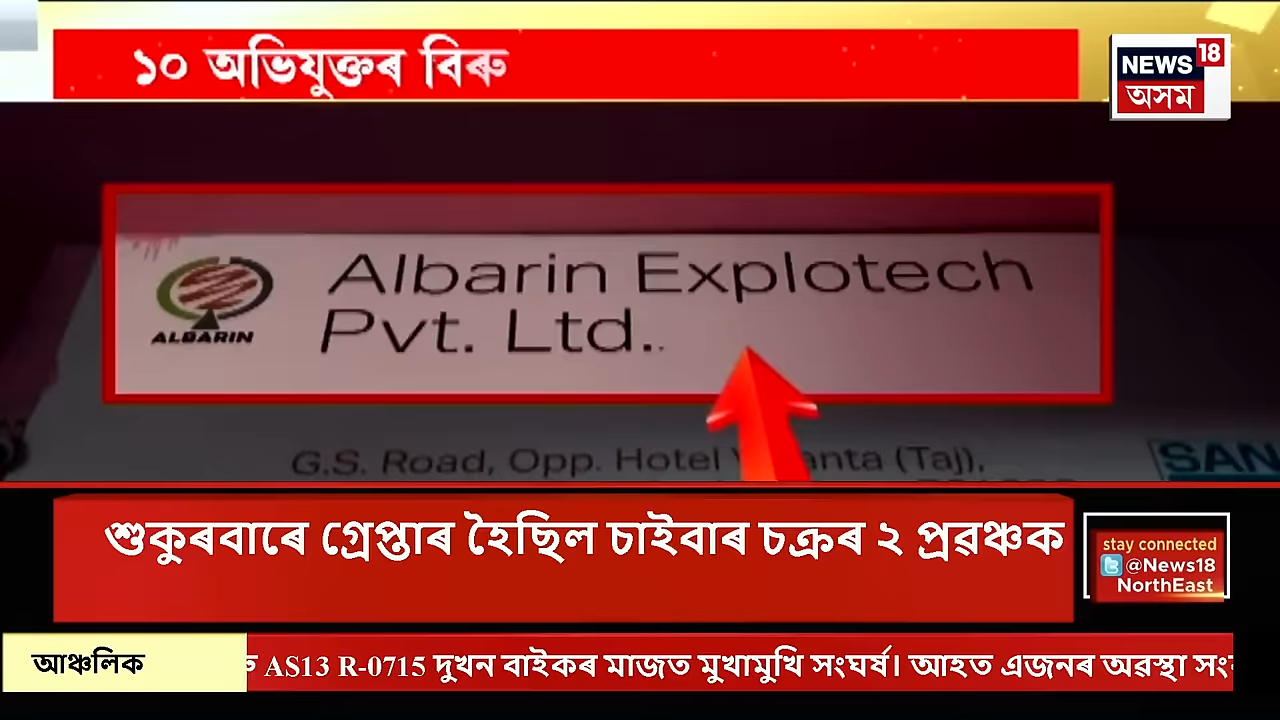 ১০ অভিযুক্তৰ বিৰু
NEWS 18
অসম
ALBARIN
Albarin Explotech
Pvt. Ltd.
G.S. Road, Opp. Hotel (Taj),
SAN
শুকুৰবাৰে গ্ৰেপ্তাৰ হৈছিল চাইবাৰ চক্ৰৰ ২ প্ৰৱঞ্চক
stay connected
@News18
NorthEast
আঞ্চলিক
AS13 R-0715 দুখন বাইকৰ মাজত মুখামুখি সংঘৰ্ষ। আহত এজনৰ অৱস্থা